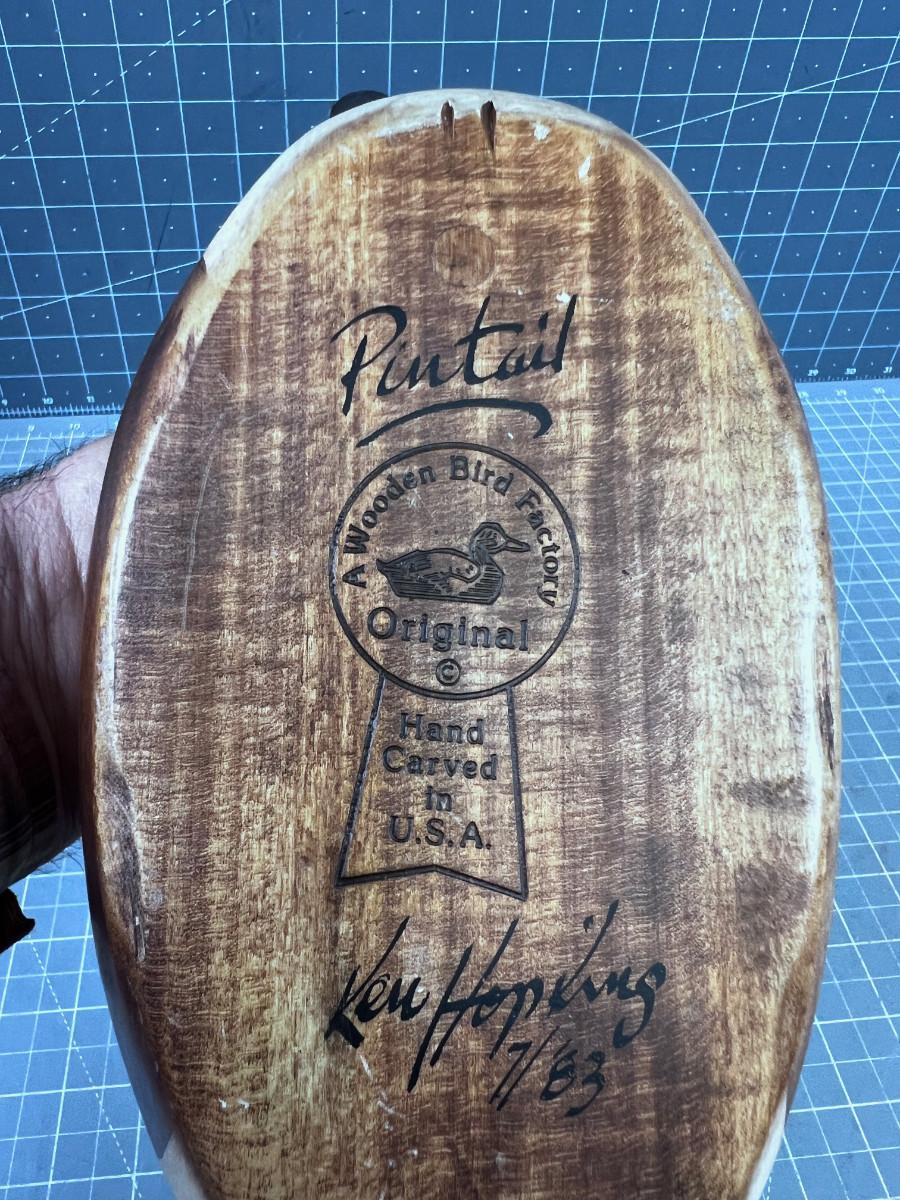 Pintail
A Wooden Bird Factory
Original
©
Hand
Carved
in
U.S.A.
Ken Hopkins
7/83